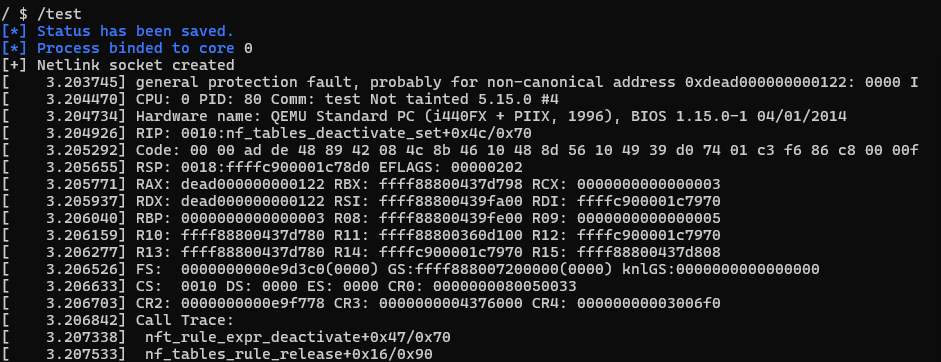 / $ /test
[*] Status has been saved.
[*] Process binded to core 0
[+] Netlink socket created
[    3.203745] general protection fault, probably for non-canonical address 0xdead000000000122: 0000 I
[    3.204470] CPU: 0 PID: 80 Comm: test Not tainted 5.15.0 #4
[    3.204734] Hardware name: QEMU Standard PC (i440FX + PIIX, 1996), BIOS 1.15.0-1 04/01/2014
[    3.204926] RIP: 0010:nf_tables_deactivate_set+0x4c/0x70
[    3.205292] Code: 00 00 ad de 48 89 42 08 4c 8b 46 10 48 8d 56 10 49 39 d0 74 01 c3 f6 86 c8 00 00f
[    3.205655] RSP: 0018:ffffc900001c78d0 EFLAGS: 00000202
[    3.205771] RAX: dead000000000122 RBX: ffff88800437d798 RCX: 0000000000000003
[    3.205937] RDX: dead000000000122 RSI: ffff88800439fa00 RDI: ffffc900001c7970
[    3.206040] RBP: 0000000000000003 R08: ffff88800439fe00 R09: 0000000000000005
[    3.206159] R10: ffff88800437d780 R11: ffff88800360d100 R12: ffffc900001c7970
[    3.206277] R13: ffff88800437d780 R14: ffffc900001c7970 R15: ffff88800437d808
[    3.206526] FS:  0000000000e9d3c0(0000) GS:ffff888007200000(0000) knlGS:0000000000000000
[    3.206633] CS:  0010 DS: 0000 ES: 0000 CR0: 0000000080050033
[    3.206703] CR2: 0000000000e9f778 CR3: 0000000004376000 CR4: 00000000003006f0
[    3.206842] Call Trace:
[    3.207338]  nft_rule_expr_deactivate+0x47/0x70
[    3.207533]  nf_tables_rule_release+0x16/0x90